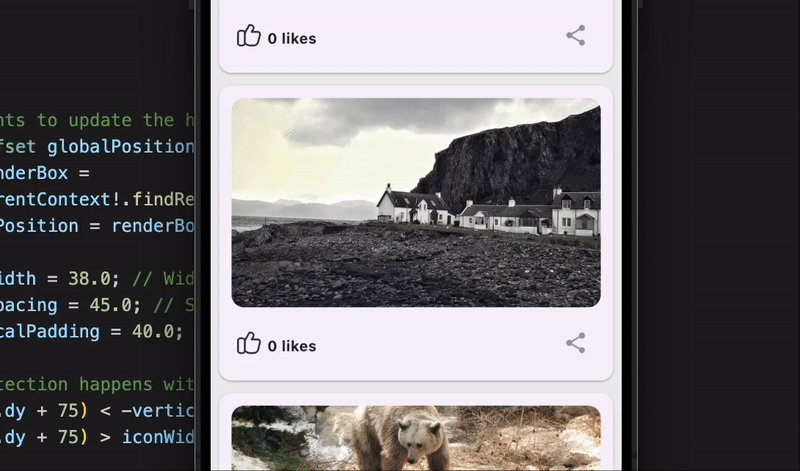 0 likes
nts to update the h
fset globalPosition
nderBox =
rentContext!.findRe
Position = renderBo
idth = 38.0; // Wid
pacing = 45.0; // S
calPadding = 40.0;
tection happens wit
.dy + 75) < -vertic
.dy + 75) > iconWid
0 likes